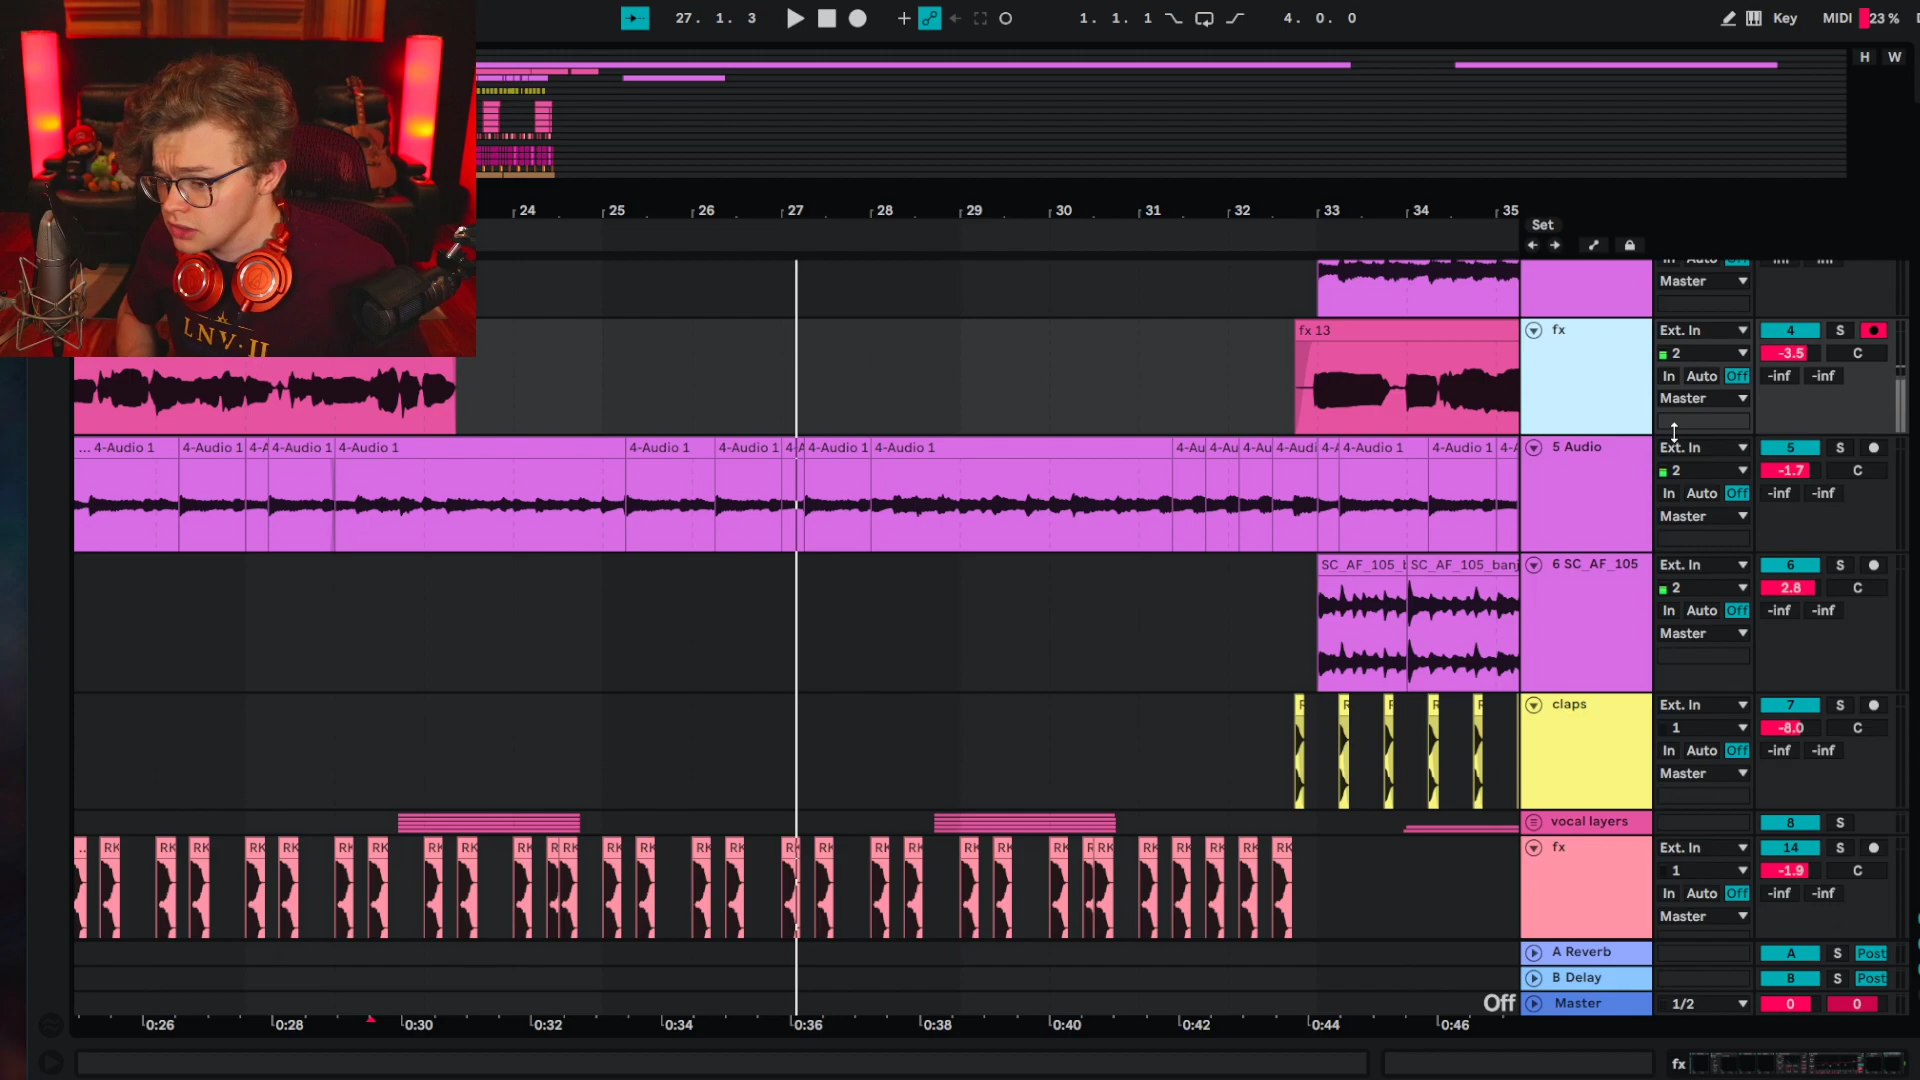 27. 1. 3
1. 1. 1
4. 0. 0
Key
MIDI
23 %
H W
24 25 26 27 28 29 30 31 32 33 34 35
Set
Master
fx 13
fx
Ext. In
4
S
-3.5
C
2
In Auto Off
-inf -inf
Master
LNV·II
... 4-Audio 1
4-Audio 1
4-A
4-Audio 1
4-Audio 1
4-Audio 1
4-Audio 1
4-Audio 1
4-Audio 1
4-Au
4-Au
4-Au
4-Audi
4-Audio 1
4-Audio 1
5 Audio
Ext. In
5
S
-1.7
C
2
In Auto Off
-inf -inf
Master
SC_AF_105_b
SC_AF_105_banj
6 SC_AF_105
Ext. In
6
S
2.8
C
2
In Auto Off
-inf -inf
Master
claps
Ext. In
7
S
-8.0
C
1
In Auto Off
-inf -inf
Master
vocal layers
8
S
RK RK RK RK RK RK RK RK RK RK R RK RK RK RK RK RK RK RK RK RK RK RK R RK RK RK RK RK RK
fx
Ext. In
14
S
-1.9
C
1
In Auto Off
-inf -inf
Master
A Reverb
A
S
Post
B Delay
B
S
Post
Off
Master
1/2
0
0
0:26 0:28 0:30 0:32 0:34 0:36 0:38 0:40 0:42 0:44 0:46
fx